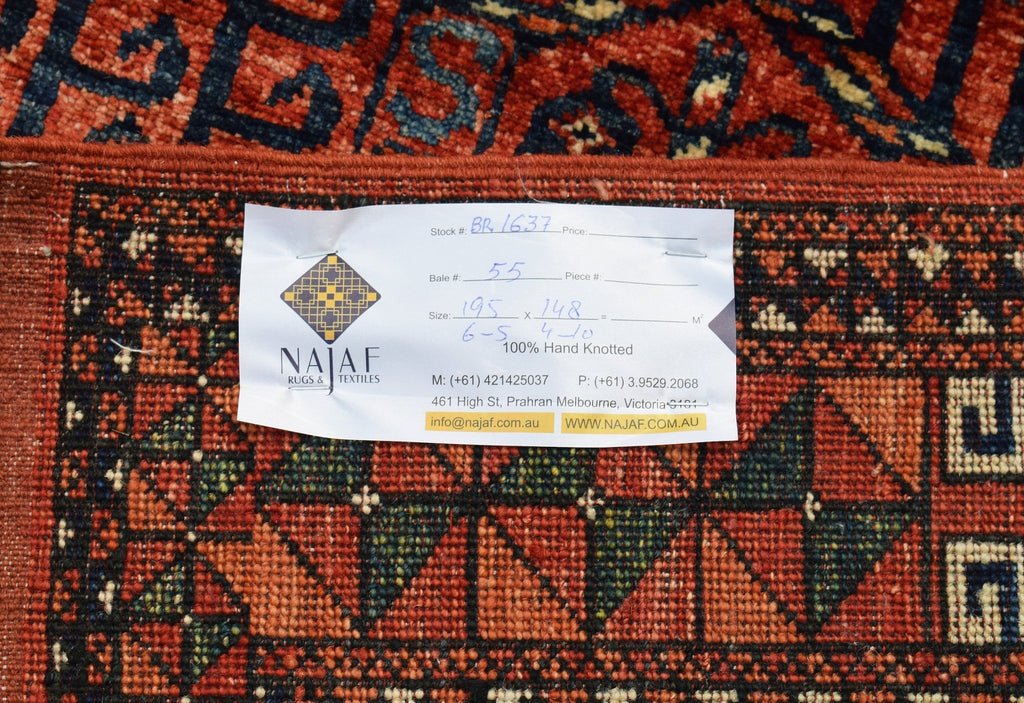 Stock #: BR 1637 Price:
Bale #: 55 Piece #:
Size: 195 X 148 = M²
6-5 4-10
100% Hand Knotted
NAJAF
RUGS & TEXTILES
M: (+61) 421425037 P: (+61) 3.9529.2068
461 High St, Prahran Melbourne, Victoria 3181
info@najaf.com.au WWW.NAJAF.COM.AU